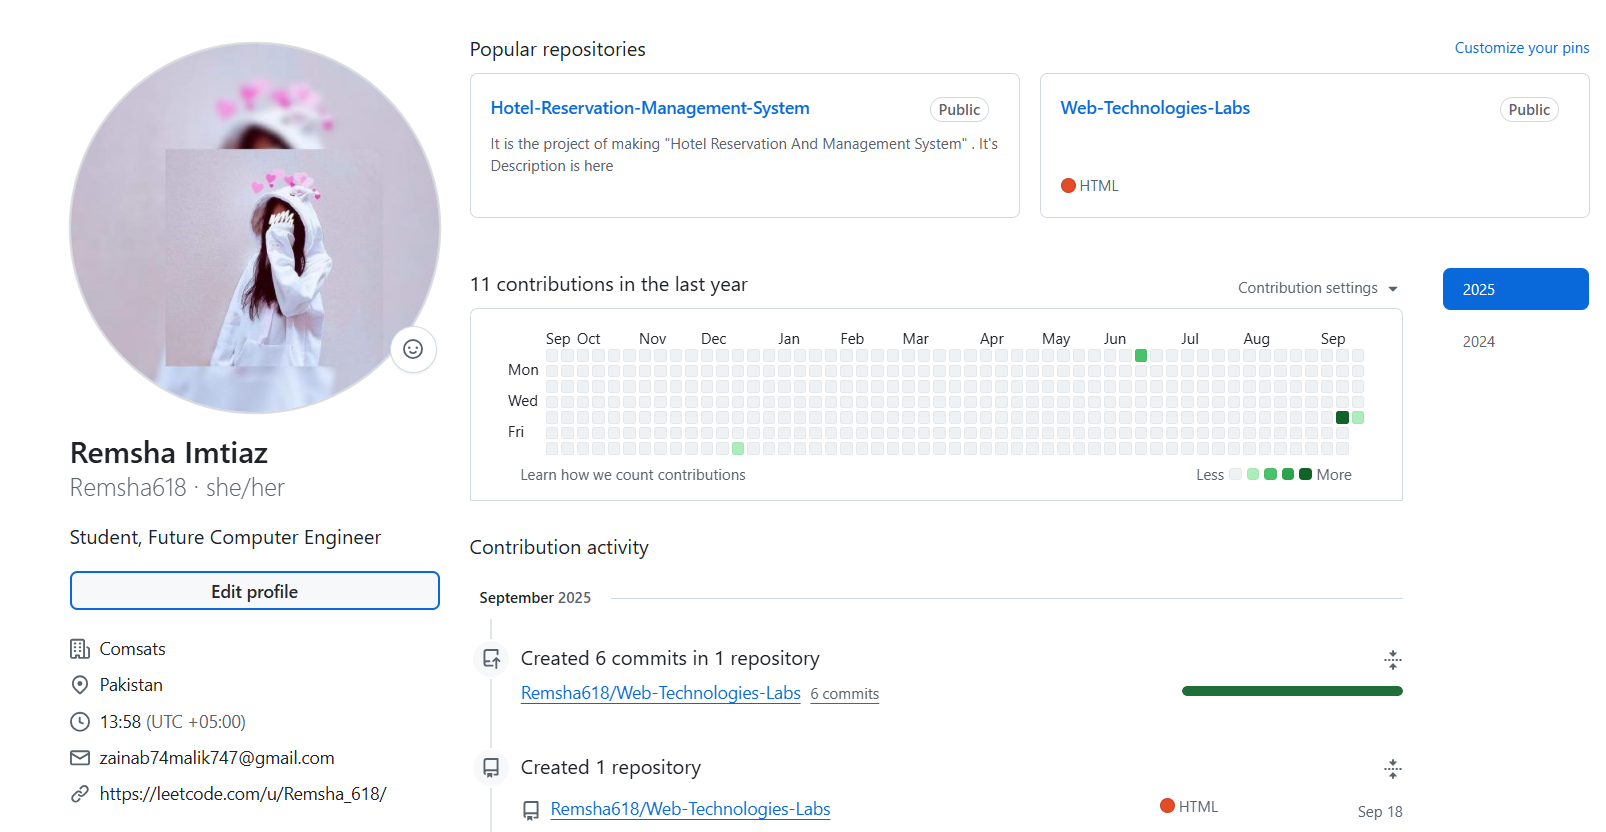 Popular repositories
Customize your pins
Hotel-Reservation-Management-System
Public
It is the project of making "Hotel Reservation And Management System" . It's
Description is here
Web-Technologies-Labs
Public
HTML
11 contributions in the last year
Contribution settings
2025
2024
Sep Oct Nov Dec Jan Feb Mar Apr May Jun Jul Aug Sep
Mon
Wed
Fri
Learn how we count contributions
Less More
Remsha Imtiaz
Remsha618 · she/her
Student, Future Computer Engineer
Edit profile
Comsats
Pakistan
13:58 (UTC +05:00)
zainab74malik747@gmail.com
https://leetcode.com/u/Remsha_618/
Contribution activity
September 2025
Created 6 commits in 1 repository
Remsha618/Web-Technologies-Labs 6 commits
Created 1 repository
Remsha618/Web-Technologies-Labs HTML Sep 18